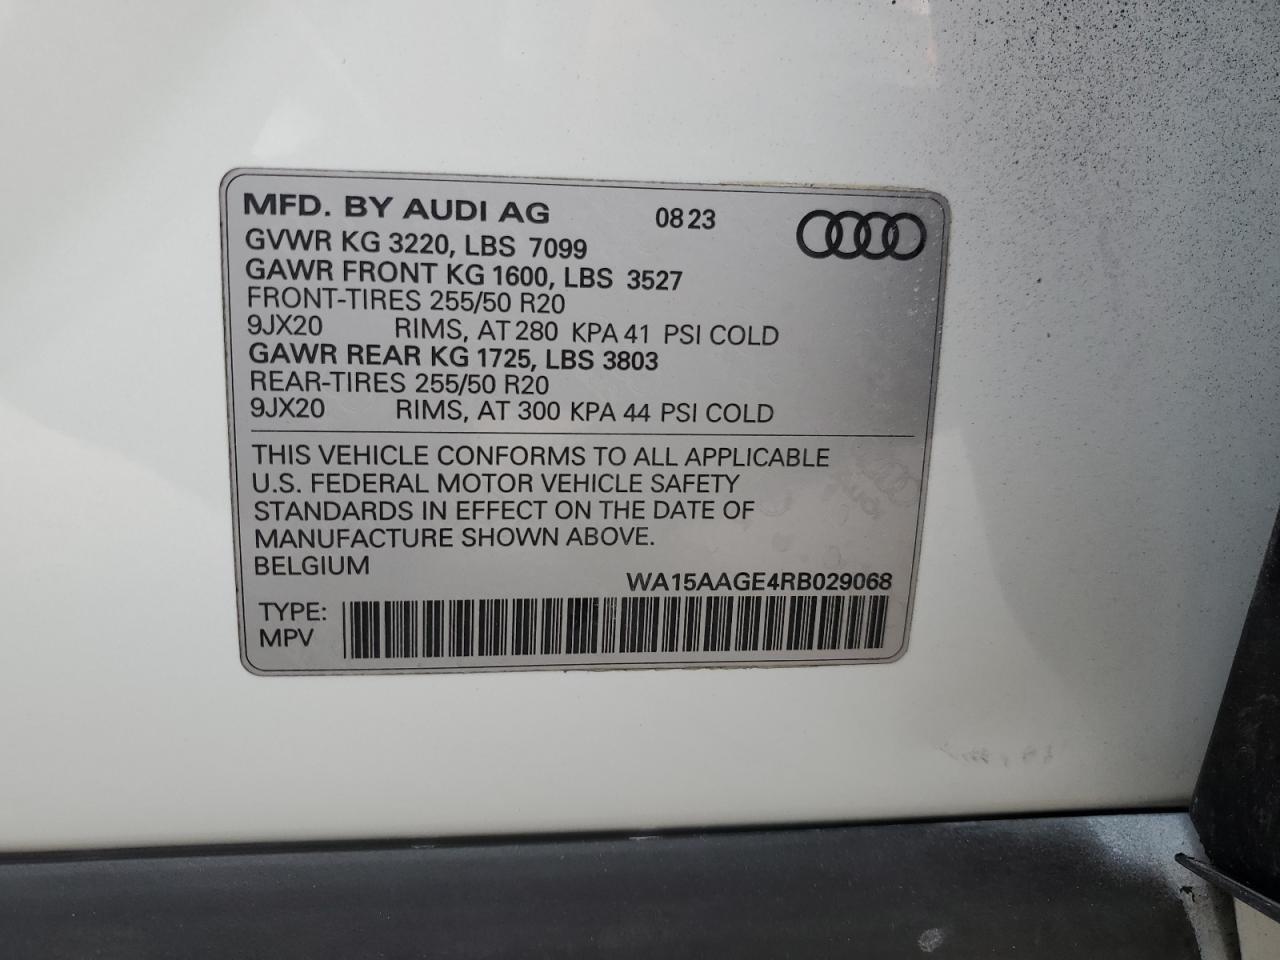 MFD. BY AUDI AG 08 23
GVWR KG 3220, LBS 7099
GAWR FRONT KG 1600, LBS 3527
FRONT-TIRES 255/50 R20
9JX20 RIMS, AT 280 KPA 41 PSI COLD
GAWR REAR KG 1725, LBS 3803
REAR-TIRES 255/50 R20
9JX20 RIMS, AT 300 KPA 44 PSI COLD
THIS VEHICLE CONFORMS TO ALL APPLICABLE
U.S. FEDERAL MOTOR VEHICLE SAFETY
STANDARDS IN EFFECT ON THE DATE OF
MANUFACTURE SHOWN ABOVE.
BELGIUM
WA15AAGE4RB029068
TYPE:
MPV